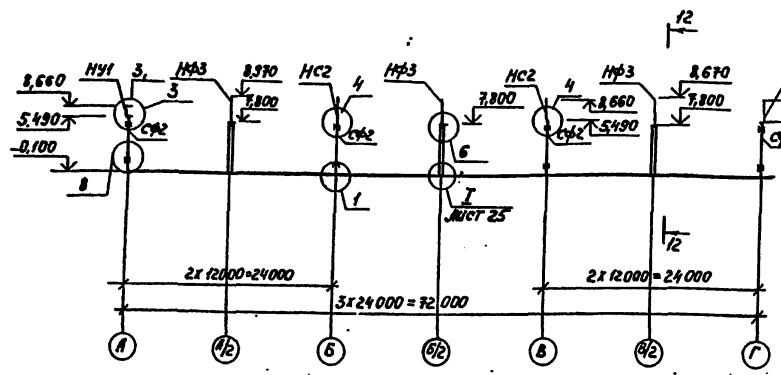 12
НУ1 3, НФ3 8,970 НС2 4 НФ3 НС2 4 НФ3 8,670
8,660 3 7,800 7,800 8,660 7,800
5,490 СФ2 СФ2 СФ2 5,490
-0,100 6
8 1 I
ЛИСТ 25
12
2х12000=24000 2х12000=24000
3х24000=72000
А А/2 Б Б/2 В В/2 Г